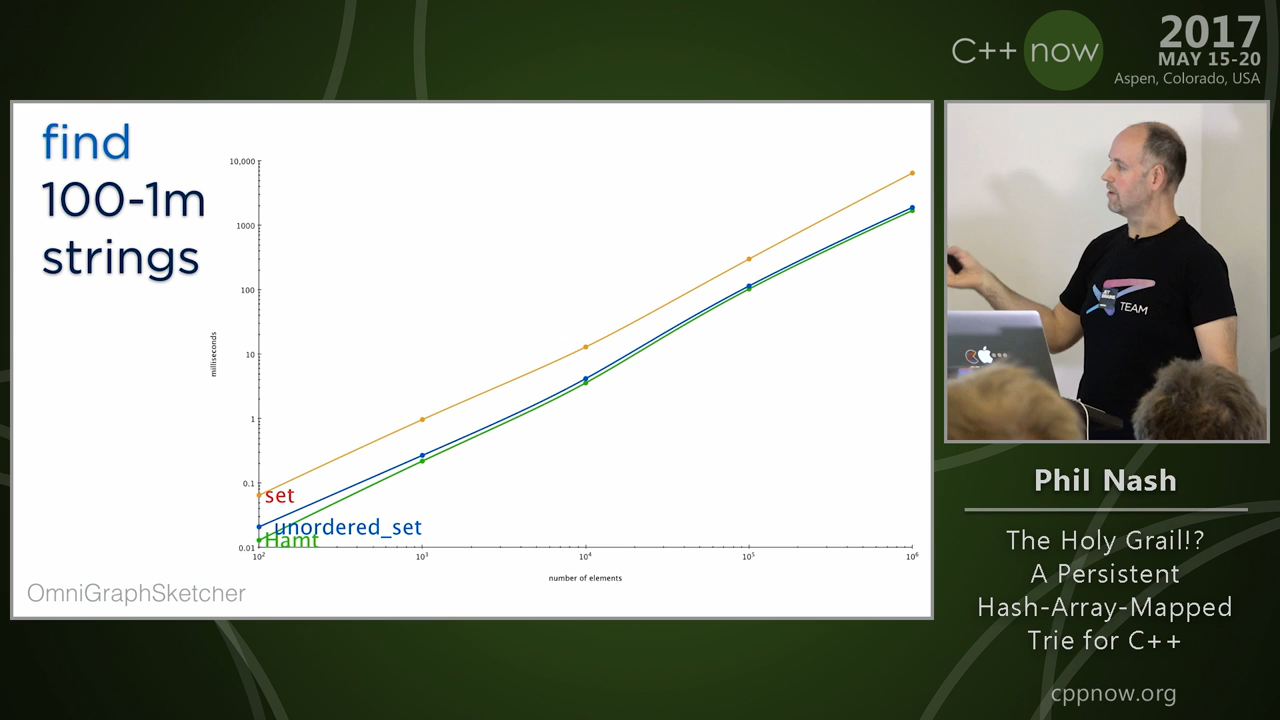 C++ now
2017
MAY 15-20
Aspen, Colorado, USA
find
100-1m
strings
10,000
1000
100
10
1
0.1
0.01
milliseconds
set
unordered_set
Hamt
10²
10³
10⁴
10⁵
10⁶
number of elements
OmniGraphSketcher
TEAM
Phil Nash
The Holy Grail!?
A Persistent
Hash-Array-Mapped
Trie for C++
cppnow.org